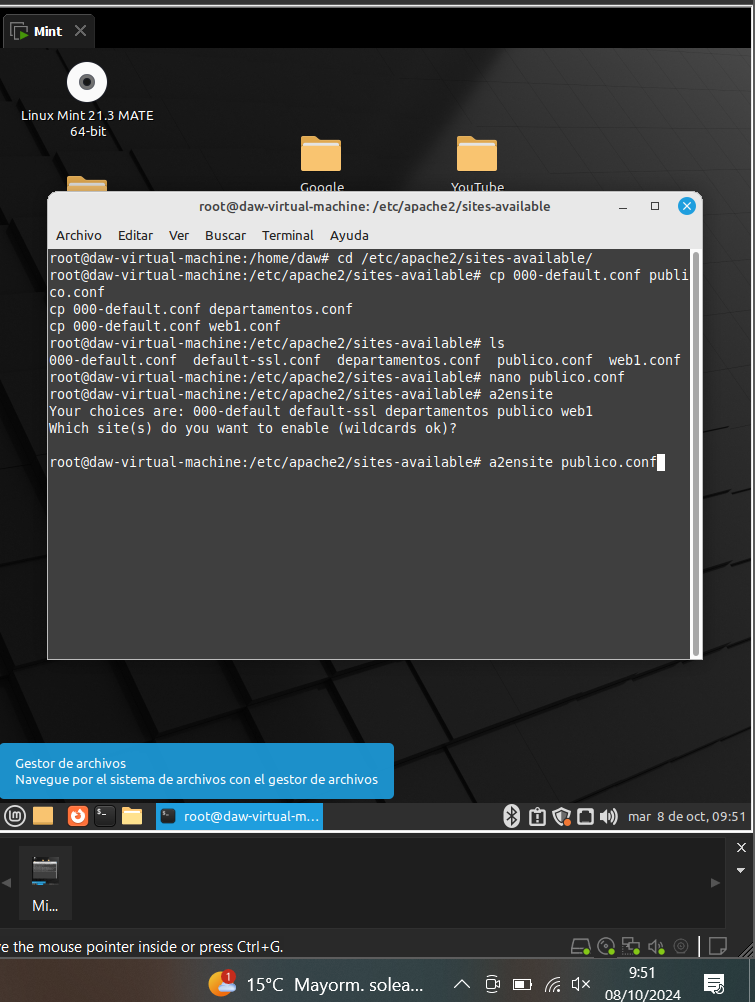 Mint
Linux Mint 21.3 MATE
64-bit
Google
YouTube
root@daw-virtual-machine: /etc/apache2/sites-available
Archivo Editar Ver Buscar Terminal Ayuda
root@daw-virtual-machine:/home/daw# cd /etc/apache2/sites-available/
root@daw-virtual-machine:/etc/apache2/sites-available# cp 000-default.conf publi
co.conf
cp 000-default.conf departamentos.conf
cp 000-default.conf web1.conf
root@daw-virtual-machine:/etc/apache2/sites-available# ls
000-default.conf  default-ssl.conf  departamentos.conf  publico.conf  web1.conf
root@daw-virtual-machine:/etc/apache2/sites-available# nano publico.conf
root@daw-virtual-machine:/etc/apache2/sites-available# a2ensite
Your choices are: 000-default default-ssl departamentos publico web1
Which site(s) do you want to enable (wildcards ok)?
root@daw-virtual-machine:/etc/apache2/sites-available# a2ensite publico.conf
Gestor de archivos
Navegue por el sistema de archivos con el gestor de archivos
root@daw-virtual-m...
mar 8 de oct, 09:51
Mi...
e the mouse pointer inside or press Ctrl+G.
1
15°C Mayorm. solea...
9:51
08/10/2024